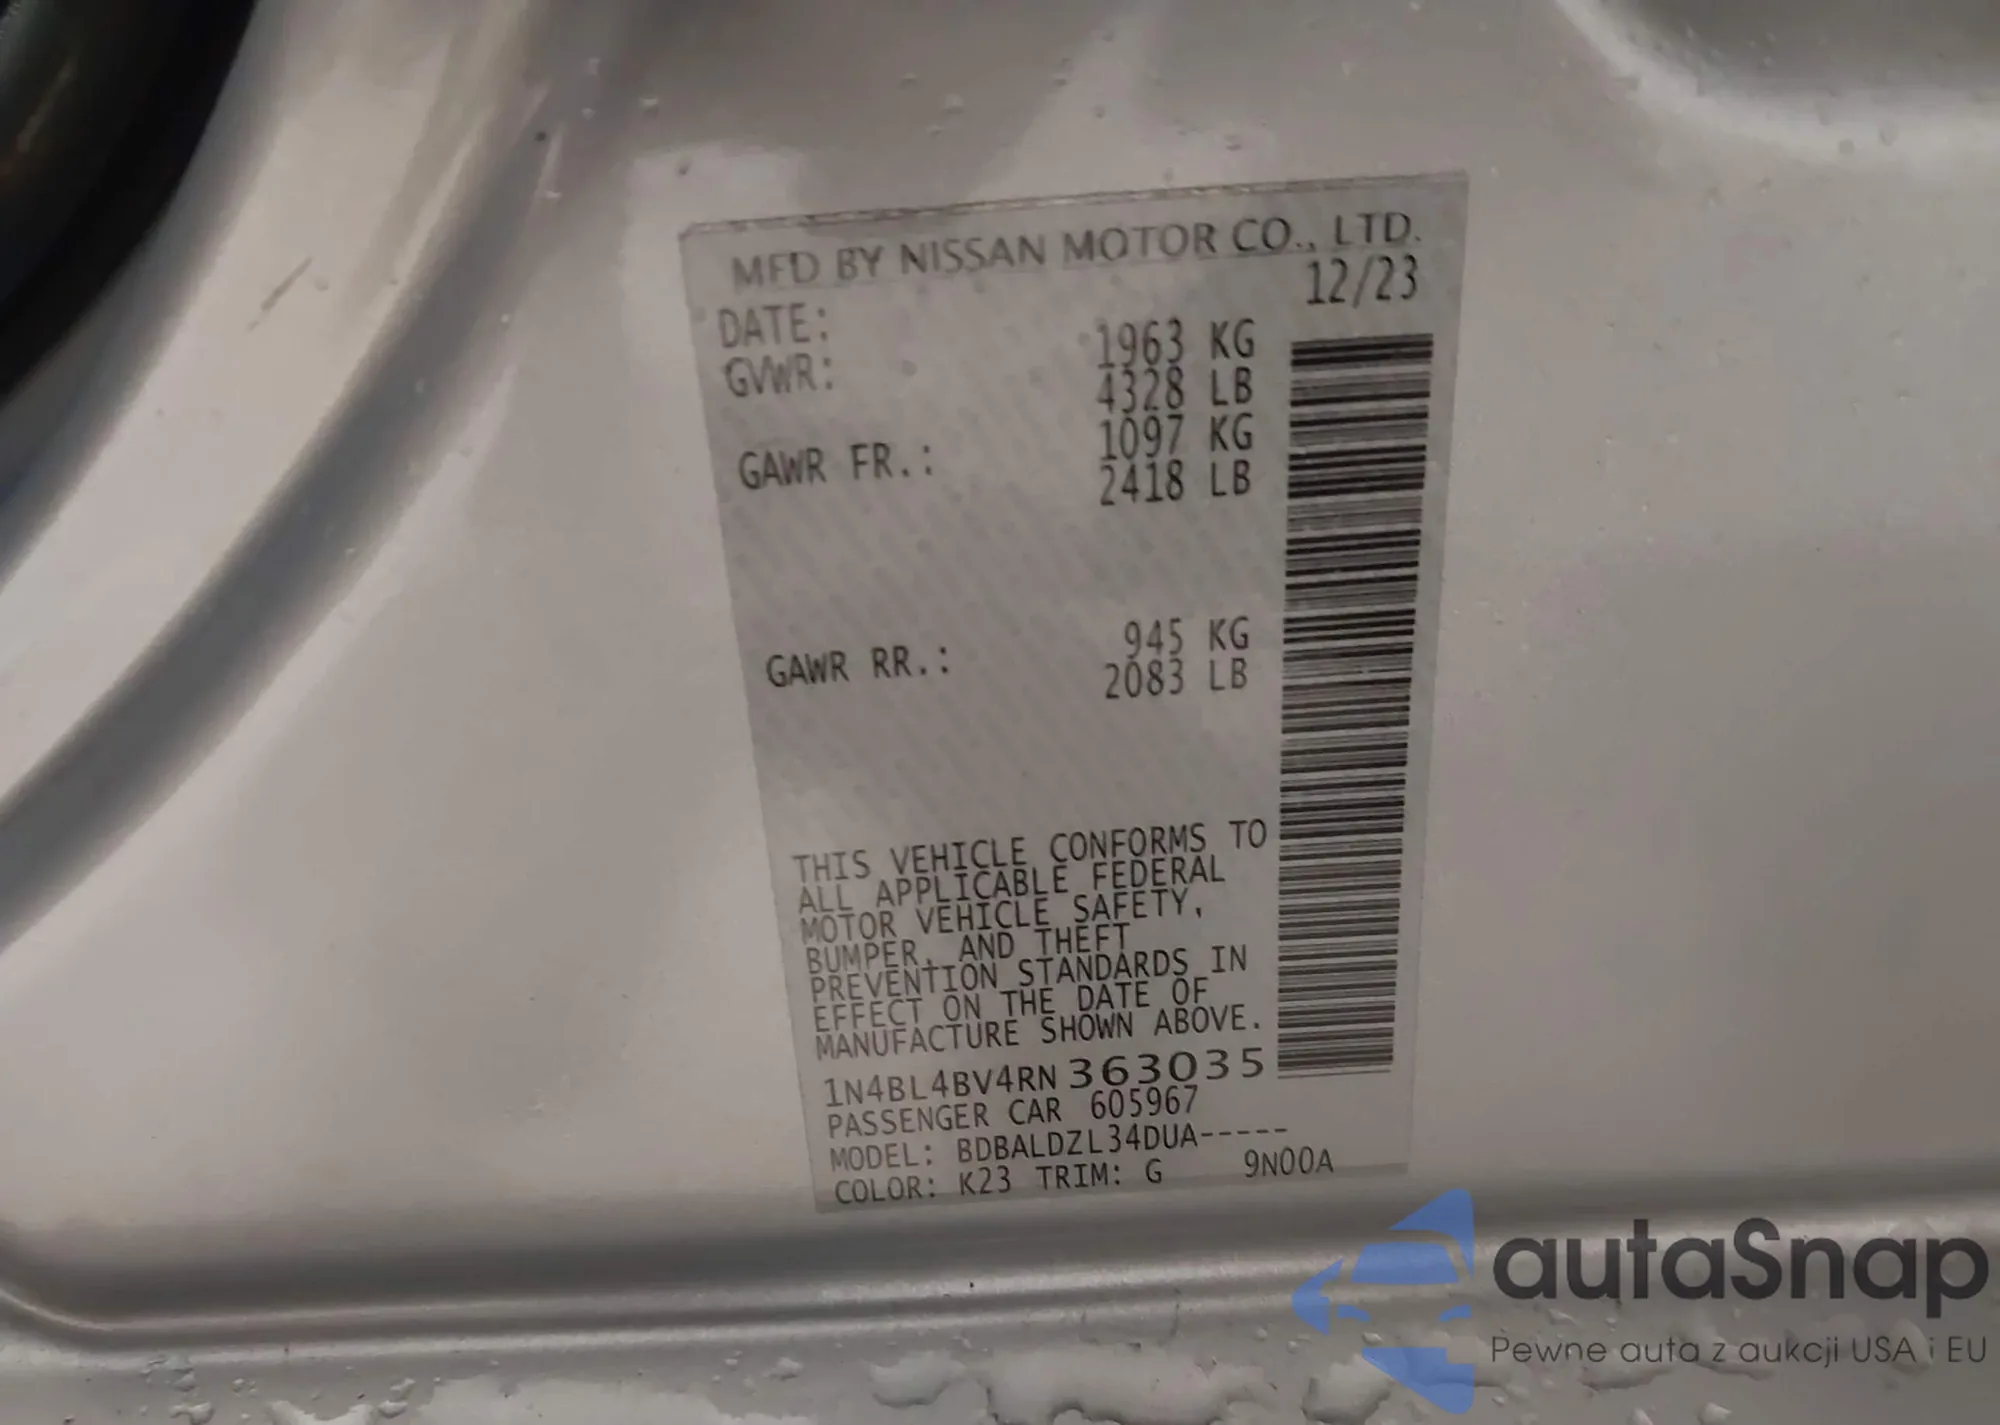 MFD BY NISSAN MOTOR CO., LTD.
DATE: 12/23
GVWR: 1963 KG
4328 LB
GAWR FR.: 1097 KG
2418 LB
GAWR RR.: 945 KG
2083 LB
THIS VEHICLE CONFORMS TO
ALL APPLICABLE FEDERAL
MOTOR VEHICLE SAFETY,
BUMPER, AND THEFT
PREVENTION STANDARDS IN
EFFECT ON THE DATE OF
MANUFACTURE SHOWN ABOVE.
1N4BL4BV4RN363035
PASSENGER CAR 605967
MODEL: BDBALDZL34DUA-----
COLOR: K23 TRIM: G 9N00A
autaSnap
Pewne auta z aukcji USA i EU